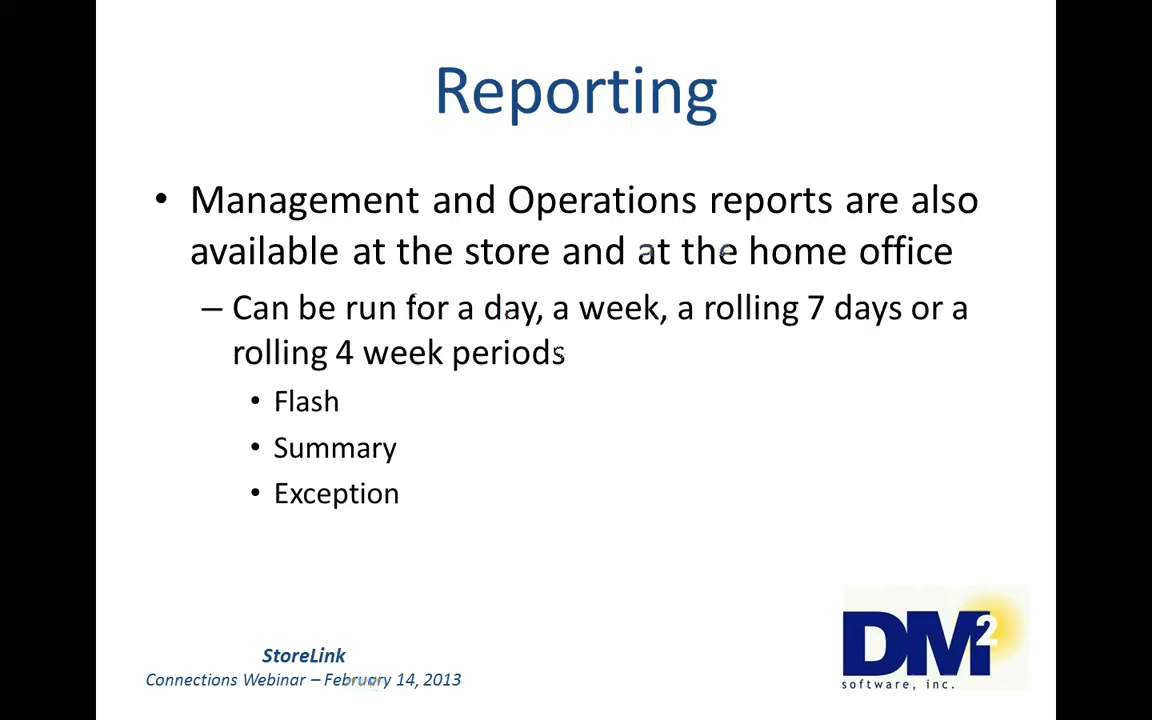 Reporting
• Management and Operations reports are also
available at the store and at the home office
– Can be run for a day, a week, a rolling 7 days or a
rolling 4 week periods
• Flash
• Summary
• Exception
StoreLink
Connections Webinar – February 14, 2013
DM2
software, inc.